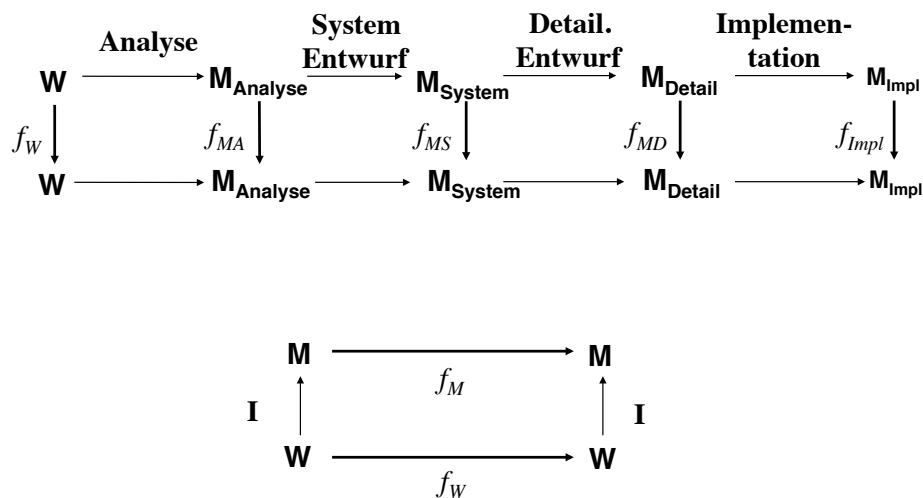 Analyse
System
Entwurf
Detail.
Entwurf
Implemen-
tation
W M_Analyse M_System M_Detail M_Impl
f_W f_MA f_MS f_MD f_Impl
W M_Analyse M_System M_Detail M_Impl
M M
f_M
I I
W W
f_W